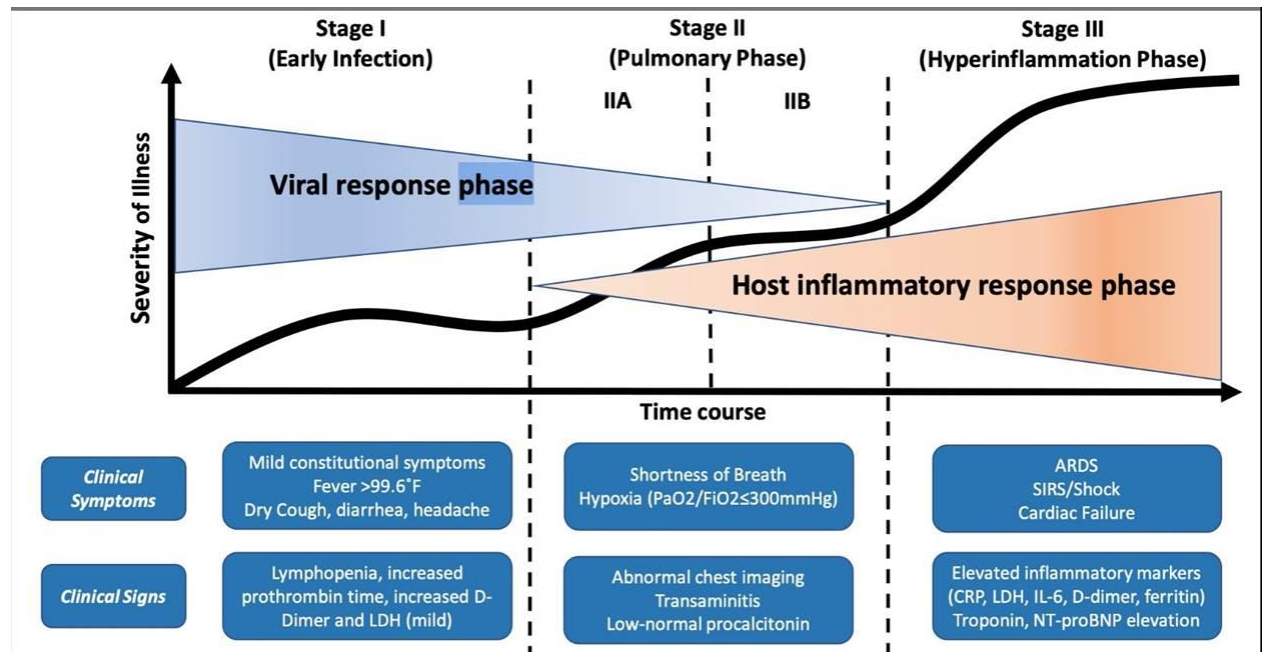 Stage I
(Early Infection)
Stage II
(Pulmonary Phase)
Stage III
(Hyperinflammation Phase)
IIA
IIB
Severity of Illness
Viral response phase
Host inflammatory response phase
Time course
Clinical
Symptoms
Mild constitutional symptoms
Fever >99.6°F
Dry Cough, diarrhea, headache
Shortness of Breath
Hypoxia (PaO2/FiO2≤300mmHg)
ARDS
SIRS/Shock
Cardiac Failure
Clinical Signs
Lymphopenia, increased
prothrombin time, increased D-
Dimer and LDH (mild)
Abnormal chest imaging
Transaminitis
Low-normal procalcitonin
Elevated inflammatory markers
(CRP, LDH, IL-6, D-dimer, ferritin)
Troponin, NT-proBNP elevation